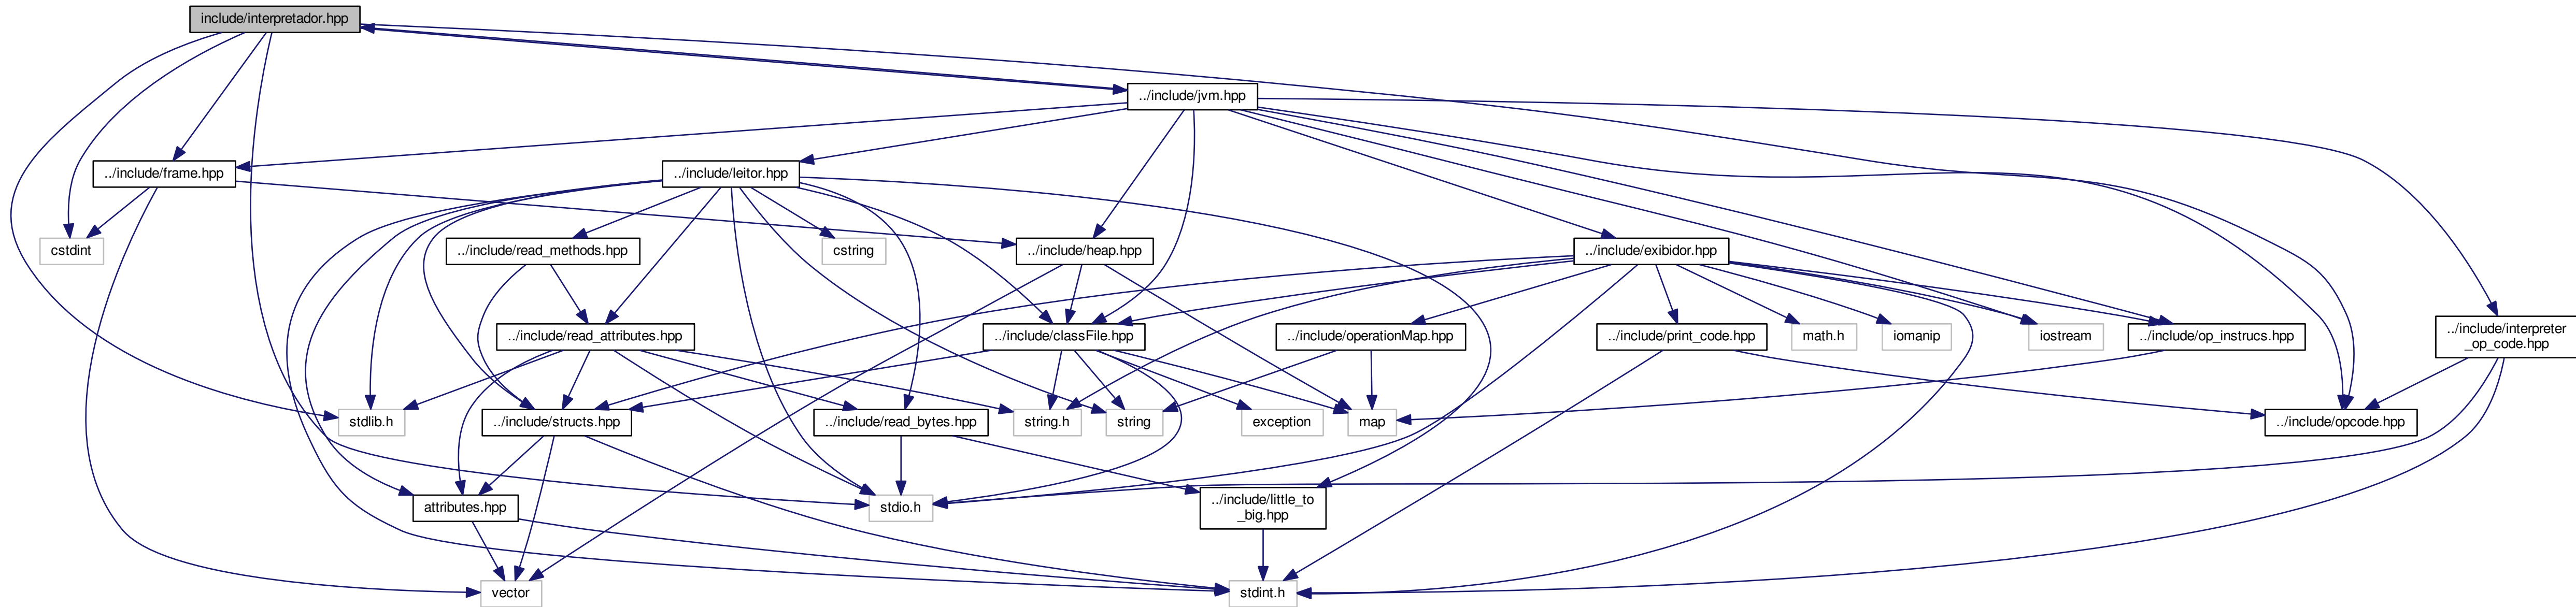 include/interpretador.hpp
../include/jvm.hpp
../include/frame.hpp
../include/leitor.hpp
cstdint
../include/read_methods.hpp
cstring
../include/heap.hpp
../include/exibidor.hpp
../include/read_attributes.hpp
../include/classFile.hpp
../include/operationMap.hpp
../include/print_code.hpp
math.h
iomanip
iostream
../include/op_instrucs.hpp
../include/interpreter
_op_code.hpp
stdlib.h
../include/structs.hpp
../include/read_bytes.hpp
string.h
string
exception
map
../include/opcode.hpp
attributes.hpp
stdio.h
../include/little_to
_big.hpp
vector
stdint.h